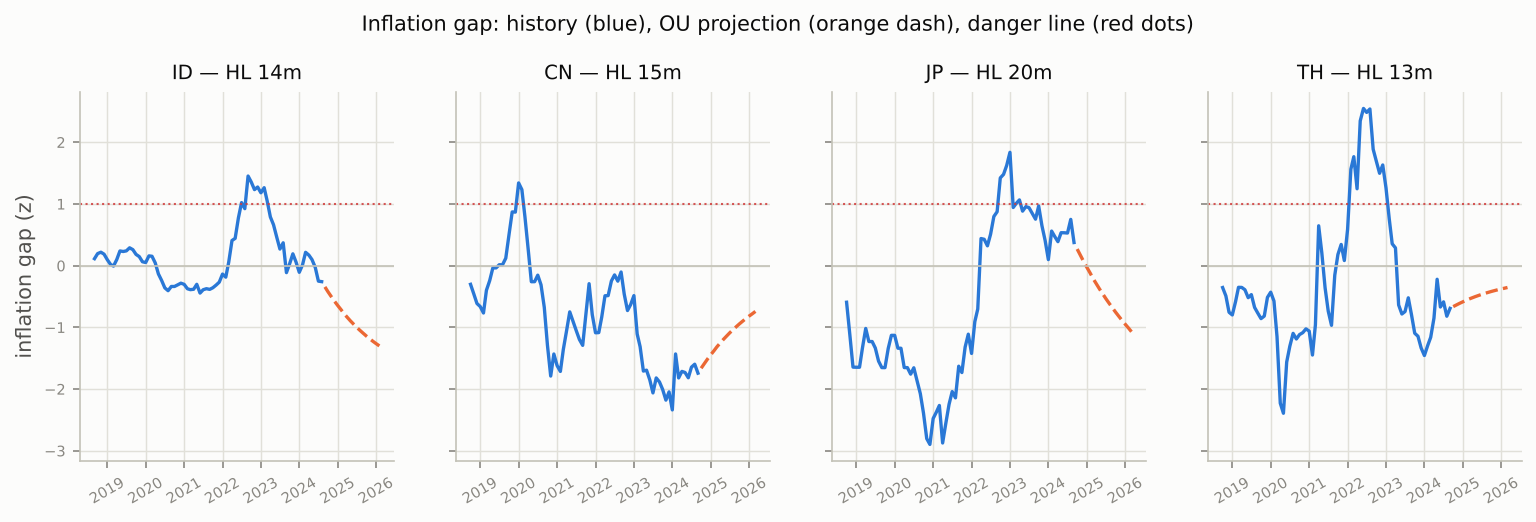 Inflation gap: history (blue), OU projection (orange dash), danger line (red dots)
ID — HL 14m
CN — HL 15m
JP — HL 20m
TH — HL 13m
inflation gap (z)
2
1
0
−1
−2
−3
2019 2020 2021 2022 2023 2024 2025 2026
2019 2020 2021 2022 2023 2024 2025 2026
2019 2020 2021 2022 2023 2024 2025 2026
2019 2020 2021 2022 2023 2024 2025 2026